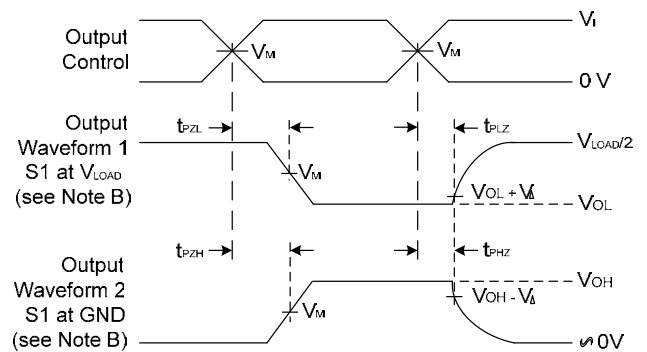 Output
Control
VM
VM
VI
0 V
Output
Waveform 1
S1 at VLOAD
(see Note B)
tPZL
VM
tPLZ
VLOAD/2
VOL + VΔ
VOL
Output
Waveform 2
S1 at GND
(see Note B)
tPZH
VM
tPHZ
VOH
VOH - VΔ
∽0V